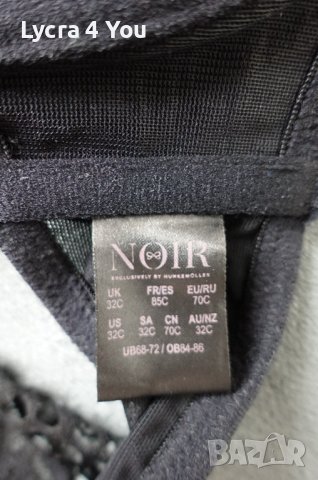 Lycra 4 You
NOIR
EXCLUSIVELY BY HUNKEMÖLLER
UK FR/ES EU/RU
32C 85C 70C
US SA CN AU/NZ
32C 32C 70C 32C
UB68-72 / OB84-86
BAZAR